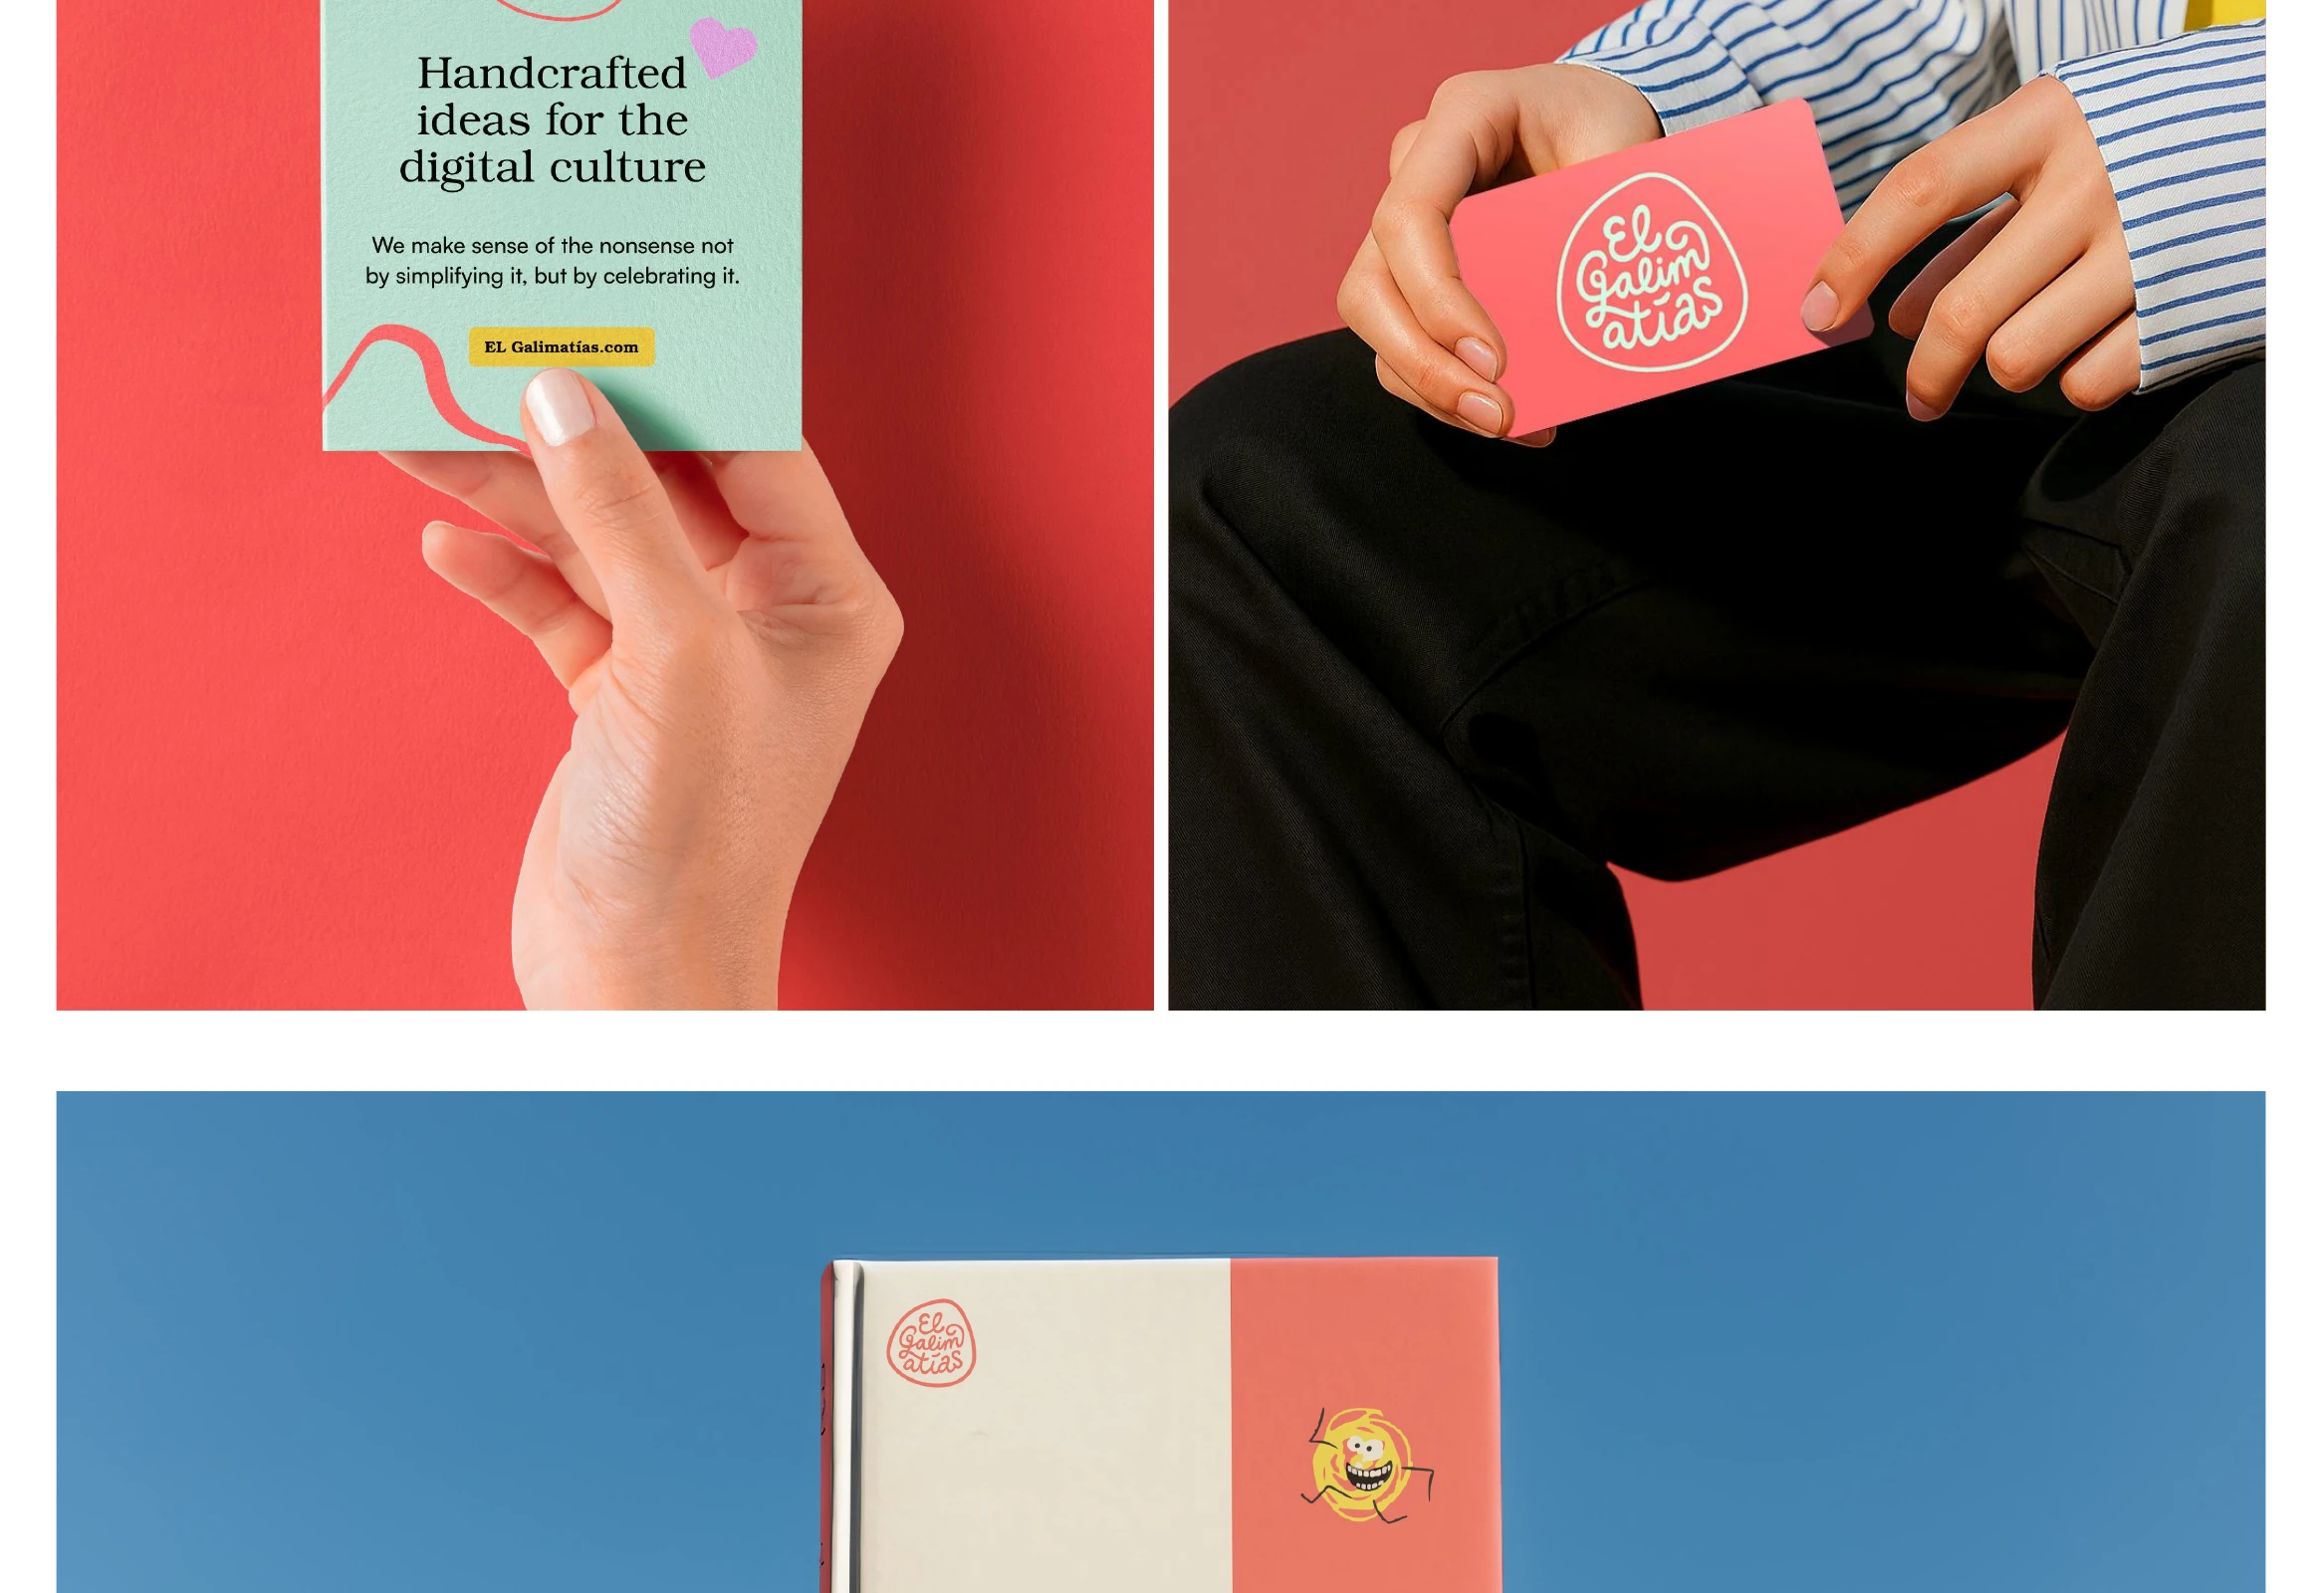 Handcrafted
ideas for the
digital culture
We make sense of the nonsense not
by simplifying it, but by celebrating it.
EL Galimatías.com
El
Galim
atías
El
Galim
atías